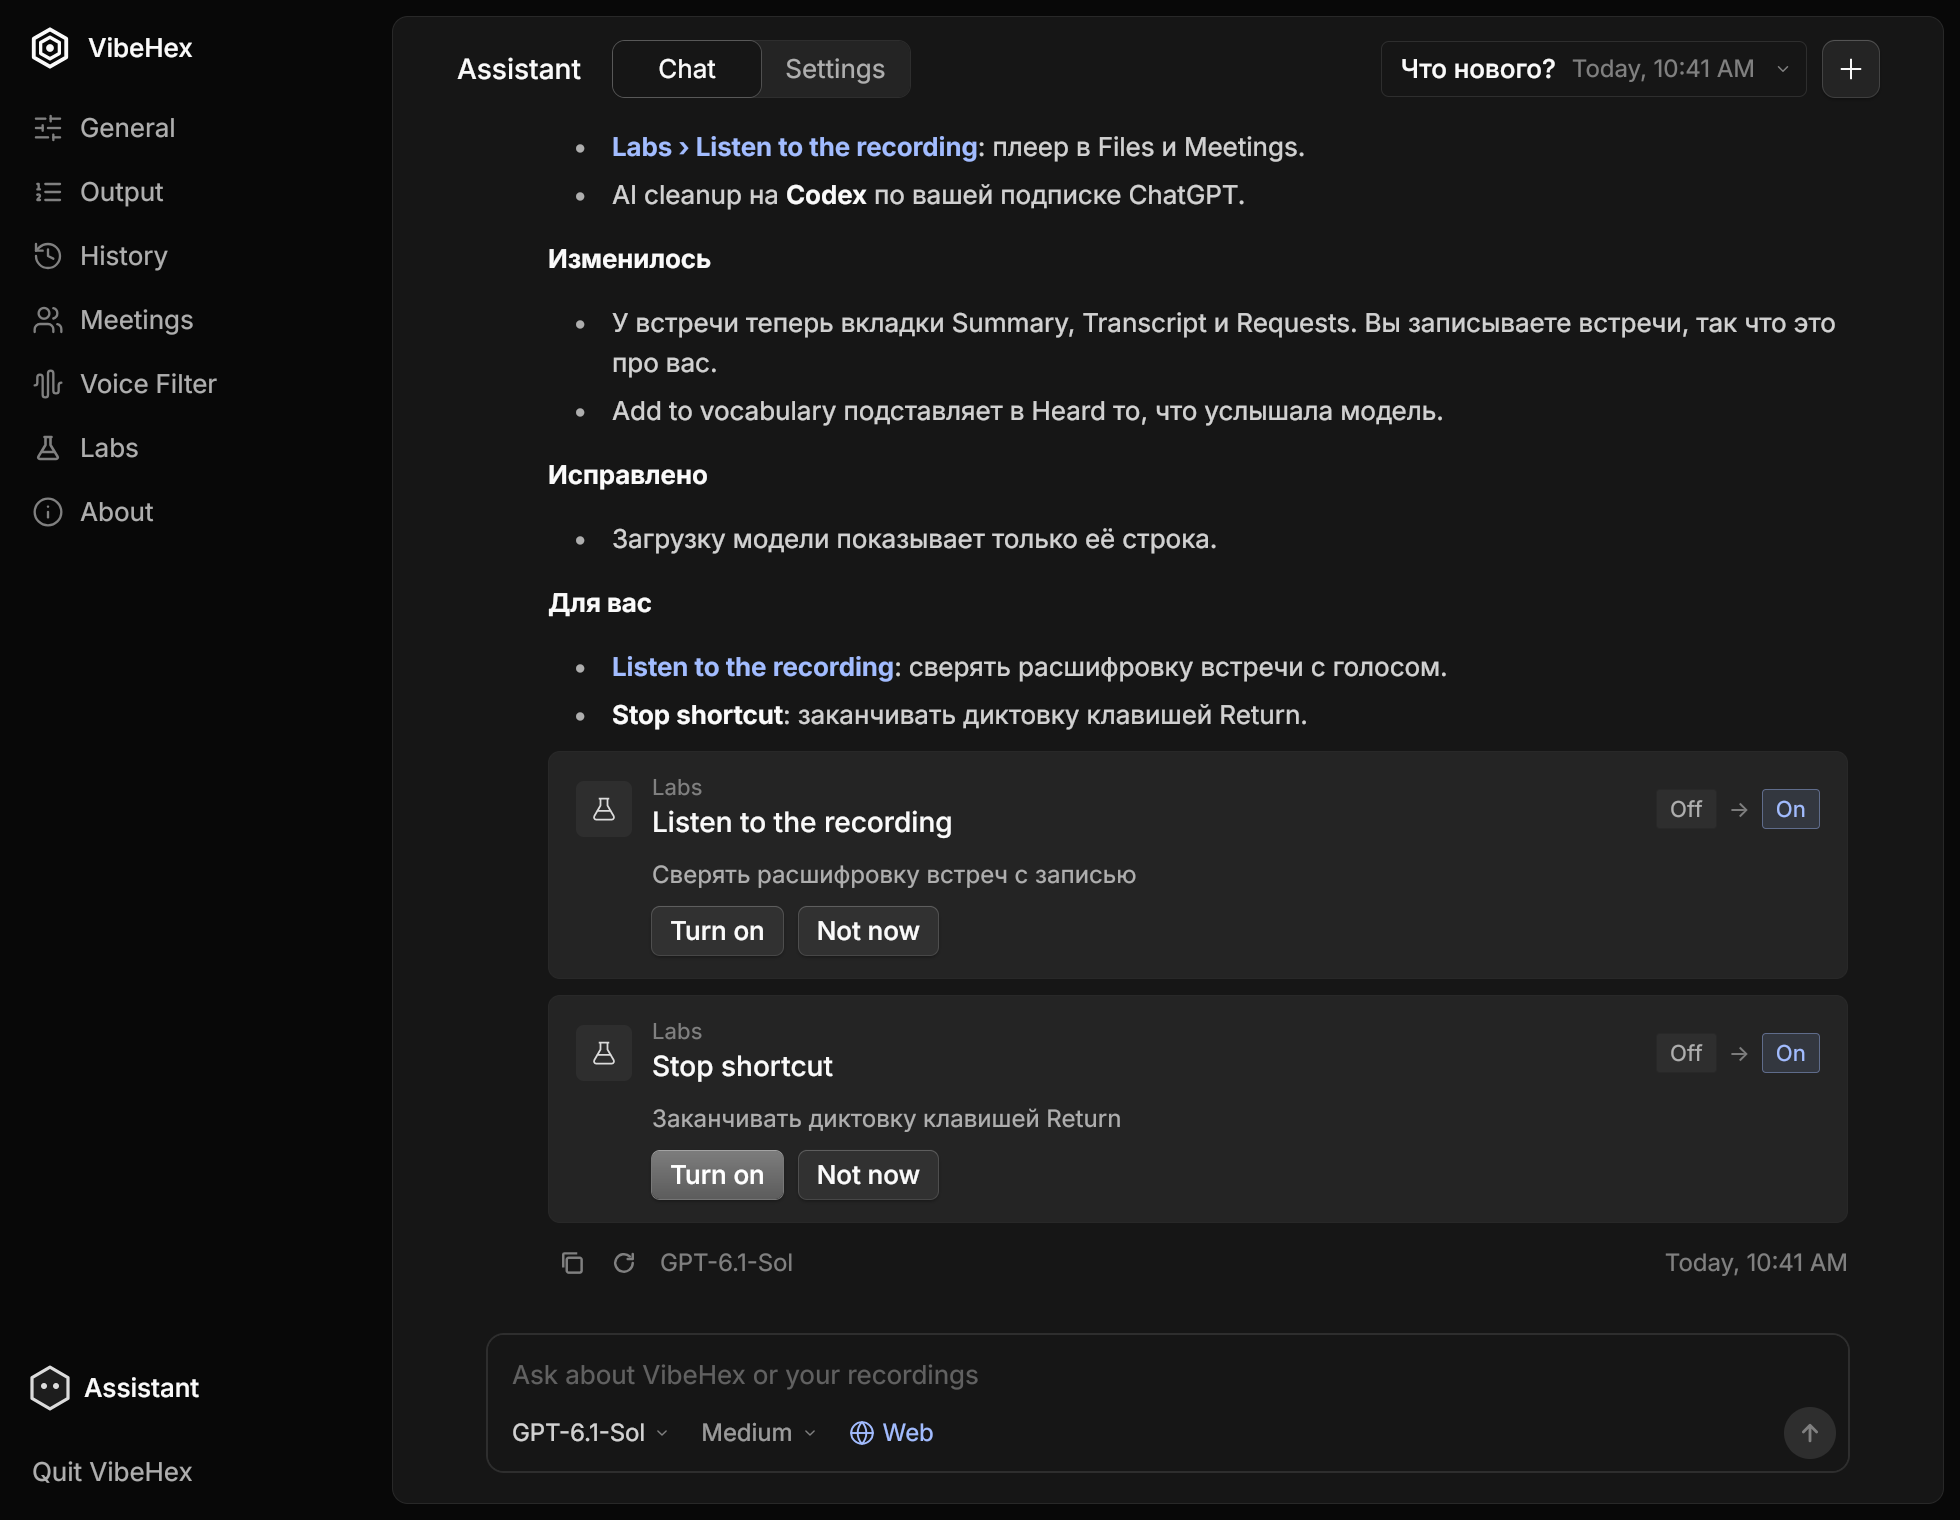 VibeHex
General
Output
History
Meetings
Voice Filter
Labs
About
Assistant
Quit VibeHex
Assistant
Chat
Settings
Что нового? Today, 10:41 AM
Labs › Listen to the recording: плеер в Files и Meetings.
AI cleanup на Codex по вашей подписке ChatGPT.
Изменилось
У встречи теперь вкладки Summary, Transcript и Requests. Вы записываете встречи, так что это
про вас.
Add to vocabulary подставляет в Heard то, что услышала модель.
Исправлено
Загрузку модели показывает только её строка.
Для вас
Listen to the recording: сверять расшифровку встречи с голосом.
Stop shortcut: заканчивать диктовку клавишей Return.
Labs
Listen to the recording
Off → On
Сверять расшифровку встреч с записью
Turn on
Not now
Labs
Stop shortcut
Off → On
Заканчивать диктовку клавишей Return
Turn on
Not now
GPT-6.1-Sol
Today, 10:41 AM
Ask about VibeHex or your recordings
GPT-6.1-Sol
Medium
Web